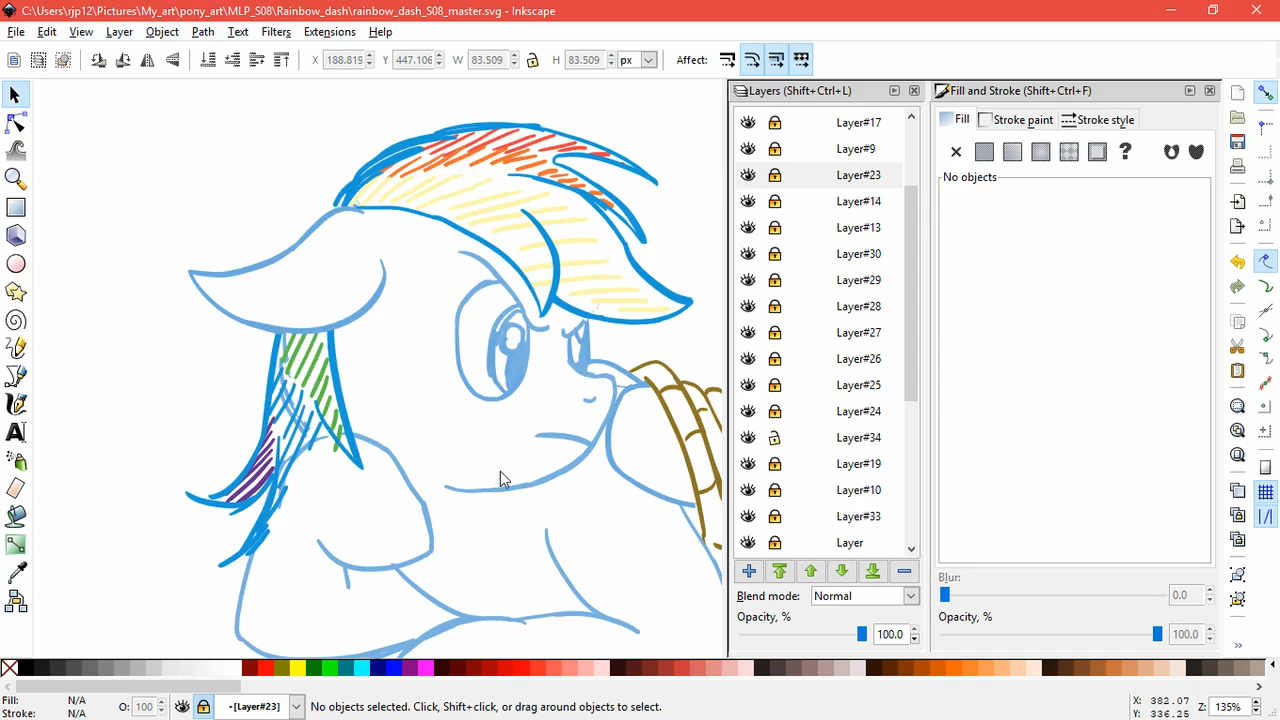 C:\Users\rjp12\Pictures\My_art\pony_art\MLP_S08\Rainbow_dash\rainbow_dash_S08_master.svg - Inkscape
File Edit View Layer Object Path Text Filters Extensions Help
X 188.819 Y 447.106 W 83.509 H 83.509 px Affect:
Layers (Shift+Ctrl+L)
Layer#17
Layer#9
Layer#23
Layer#14
Layer#13
Layer#30
Layer#29
Layer#28
Layer#27
Layer#26
Layer#25
Layer#24
Layer#34
Layer#19
Layer#10
Layer#33
Layer
Blend mode: Normal
Opacity, %
100.0
Fill and Stroke (Shift+Ctrl+F)
Fill Stroke paint Stroke style
?
No objects
Blur:
0.0
Opacity, %
100.0
A
Fill: N/A
Stroke: N/A
O: 100
·[Layer#23]
No objects selected. Click, Shift+click, or drag around objects to select.
X: 382.07
Y: 336.25
Z: 135%